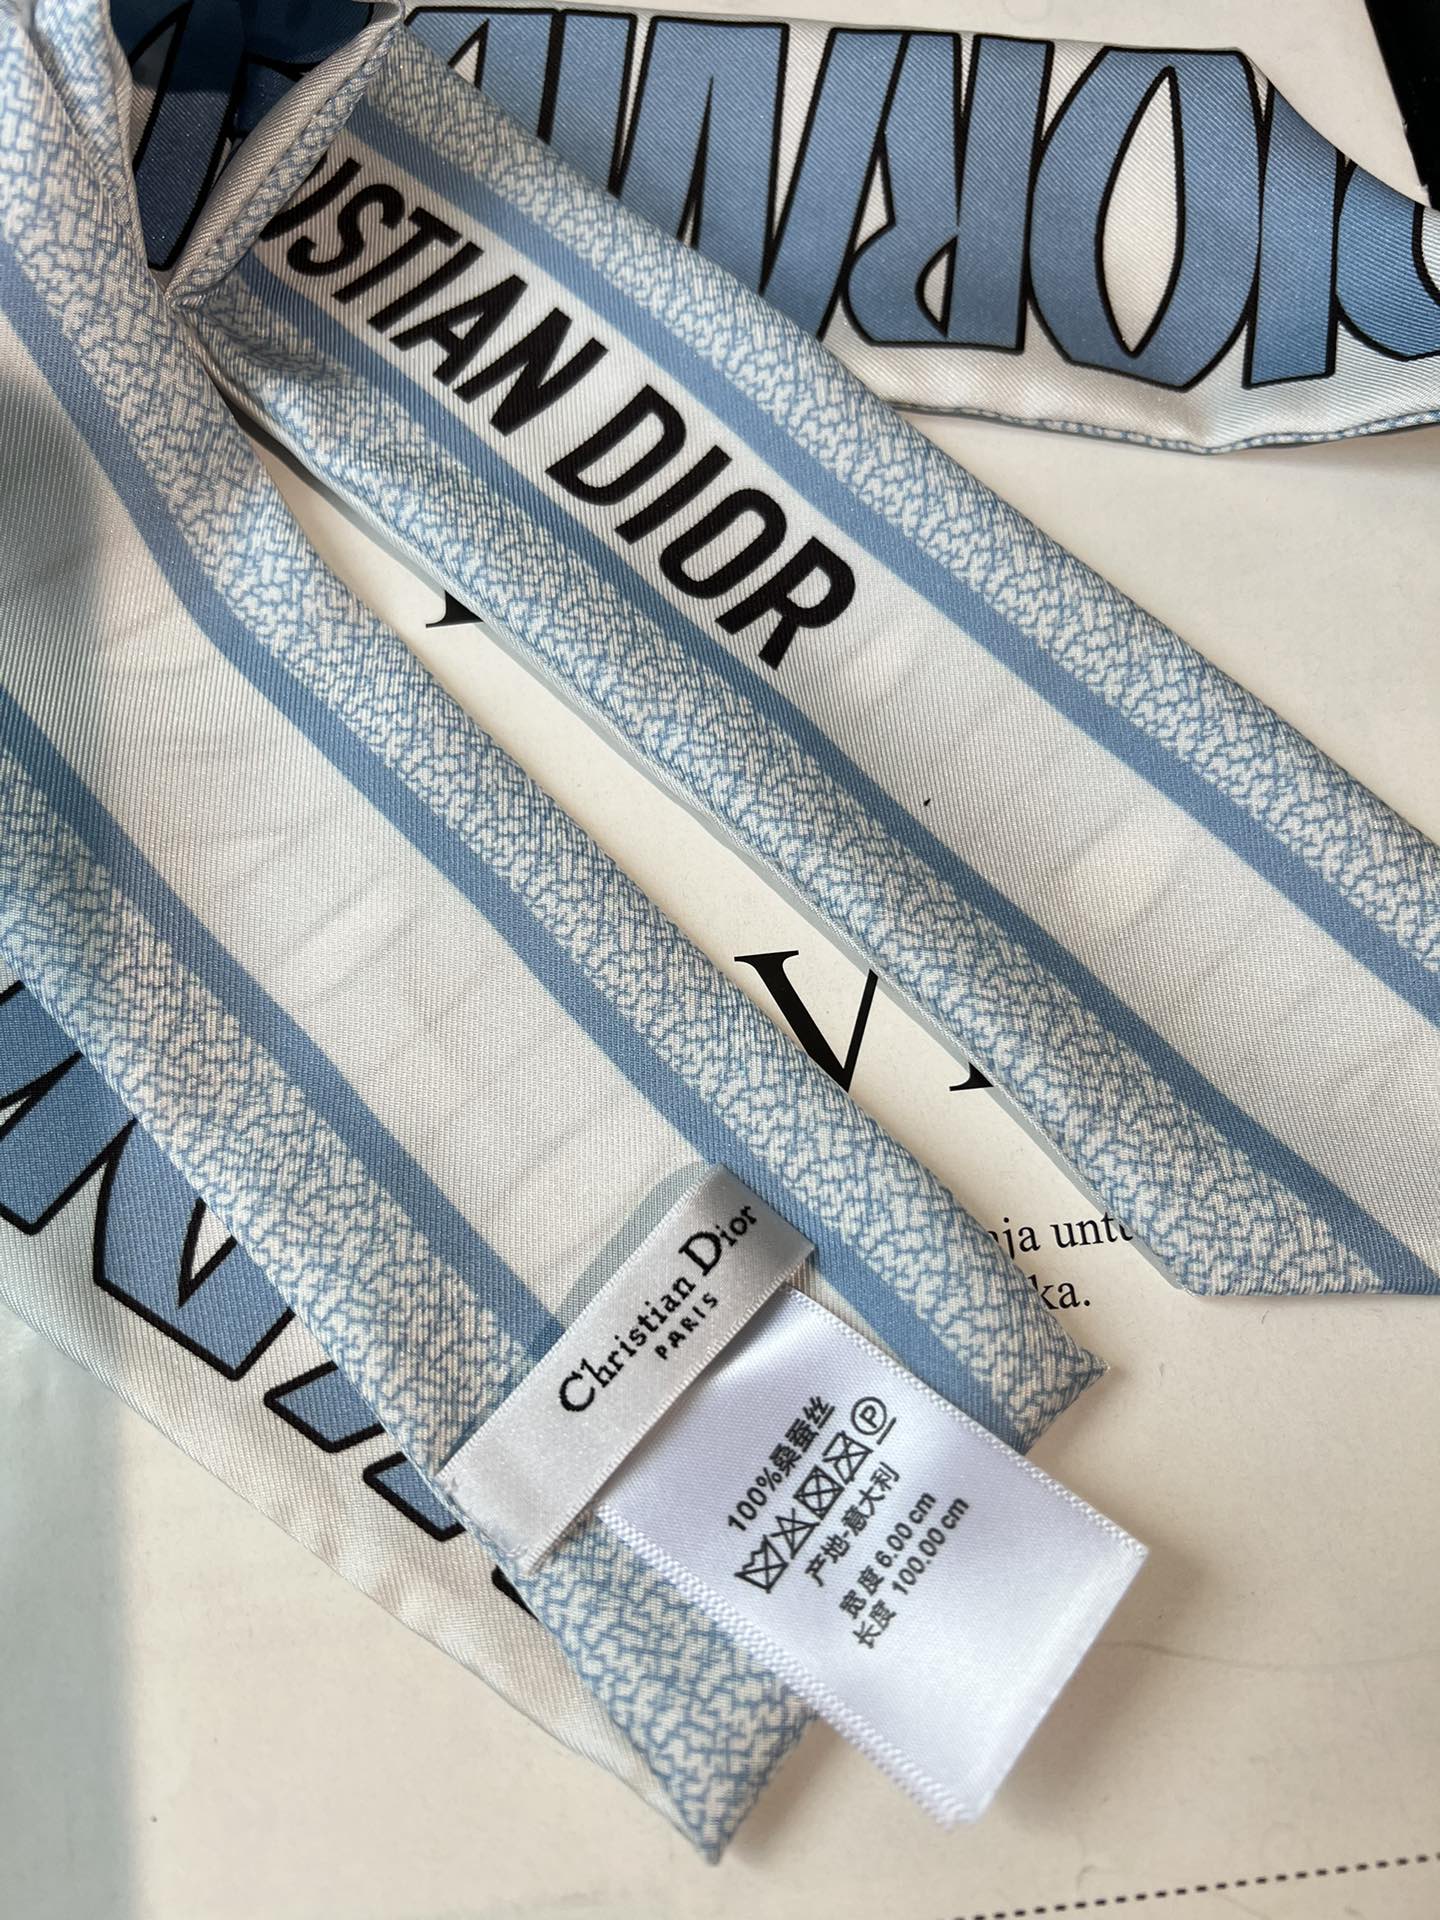 STIAN DIOR
V
ja unt
ka.
Christian Dior
PARIS
100%桑蚕丝
P
产地-意大利
宽度 6.00 cm
长度 100.00 cm